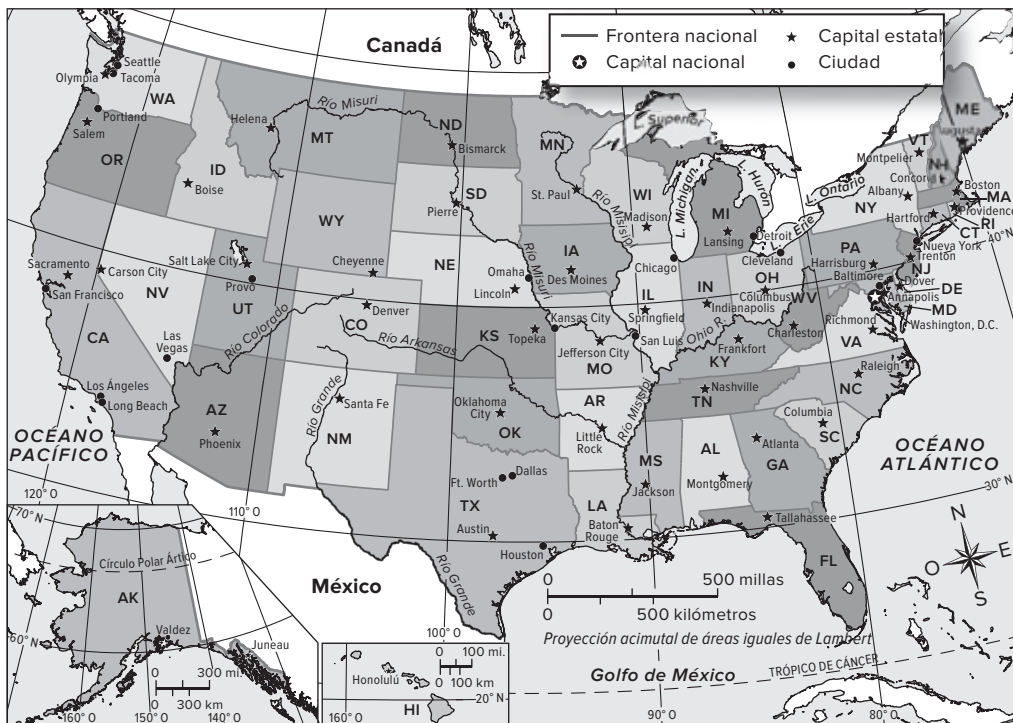 Canadá
Frontera nacional
Capital estatal
Capital nacional
Ciudad
Seattle
Olympia
Tacoma
WA
Portland
Salem
OR
Helena
MT
Río Misuri
ND
Bismarck
MN
L. Superior
ME
Augusta
VT
Montpelier
NH
Concord
ID
Boise
WY
SD
Pierre
St. Paul
Río Misisipi
WI
Madison
L. Michigan
L. Hurón
MI
Lansing
Detroit
L. Ontario
L. Erie
Albany
NY
Boston
MA
Providence
RI
Hartford
CT
40° N
Nueva York
Trenton
NJ
PA
Harrisburg
Baltimore
Dover
DE
Annapolis
MD
Washington, D.C.
Sacramento
Carson City
San Francisco
NV
CA
Salt Lake City
Provo
UT
Cheyenne
Denver
CO
NE
Omaha
Lincoln
Río Misuri
IA
Des Moines
Chicago
IL
Springfield
IN
Indianapolis
Cleveland
OH
Columbus
WV
Charleston
Richmond
VA
Las Vegas
Río Colorado
Río Arkansas
KS
Topeka
Kansas City
Jefferson City
MO
San Luis
Ohio R.
Frankfort
KY
Raleigh
NC
Los Ángeles
Long Beach
AZ
Phoenix
Río Grande
Santa Fe
NM
Oklahoma City
OK
AR
Little Rock
Río Misisipi
Nashville
TN
Columbia
SC
OCÉANO PACÍFICO
OCÉANO ATLÁNTICO
Ft. Worth
Dallas
TX
Austin
Houston
LA
Baton Rouge
MS
Jackson
AL
Montgomery
Atlanta
GA
Tallahassee
FL
30° N
120° O
110° O
N
E
S
O
México
Río Grande
100° O
0
500 millas
0
500 kilómetros
Proyección acimutal de áreas iguales de Lambert
Golfo de México
TRÓPICO DE CÁNCER
90° O
80° O
70° N
Círculo Polar Ártico
AK
60° N
Valdez
Juneau
0
300 mi.
0
300 km
160° O
150° O
140° O
Honolulú
0
100 mi.
0
100 km
20° N
HI
160° O